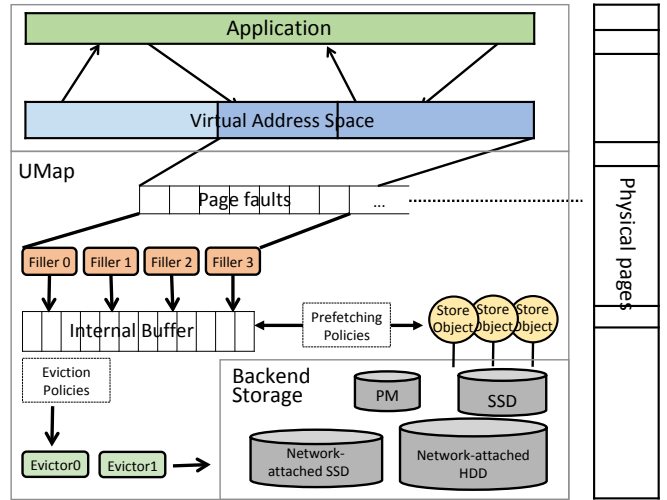 Application
Virtual Address Space
UMap
Page faults
...
Physical pages
Filler 0
Filler 1
Filler 2
Filler 3
Internal Buffer
Prefetching
Policies
Store
Object
Store
Object
Store
Object
Eviction
Policies
Backend
Storage
PM
SSD
Network-
attached SSD
Network-attached
HDD
Evictor0
Evictor1